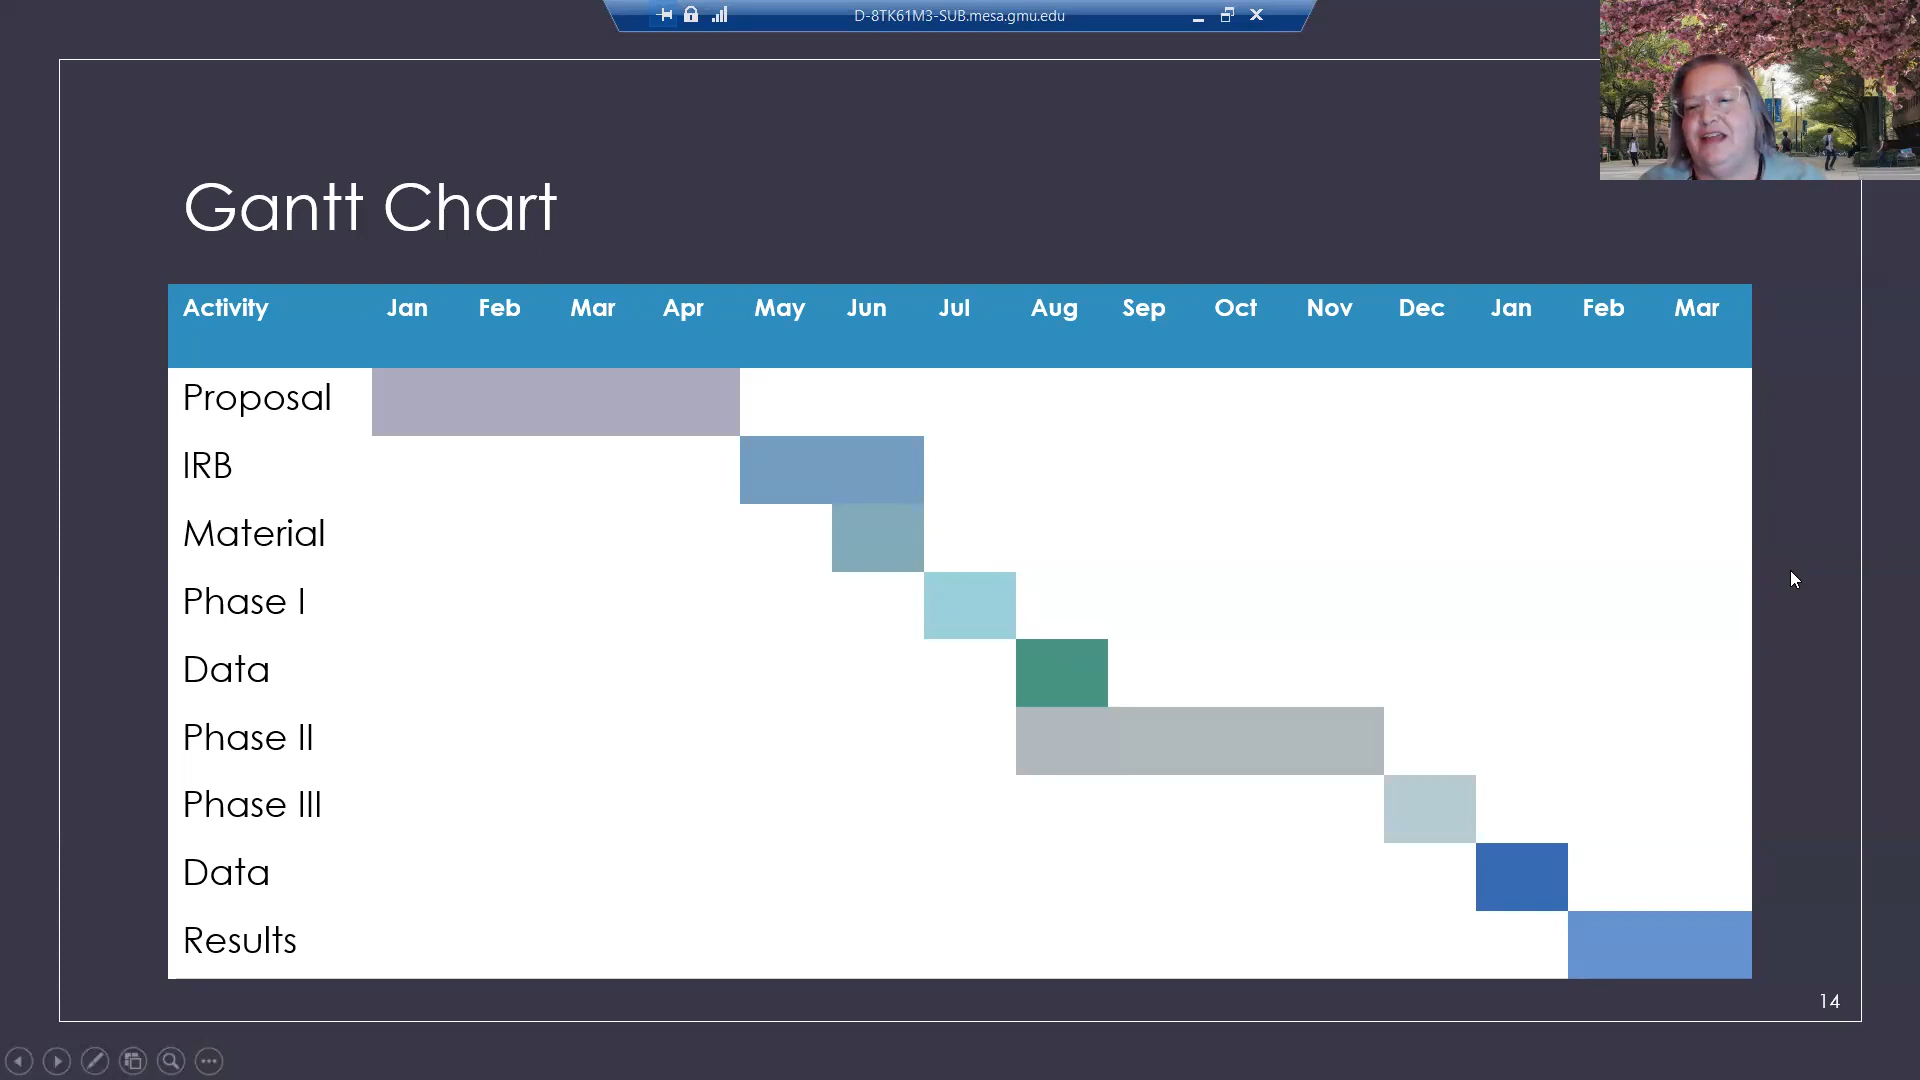 D-8TK61M3-SUB.mesa.gmu.edu
Gantt Chart
Activity Jan Feb Mar Apr May Jun Jul Aug Sep Oct Nov Dec Jan Feb Mar
Proposal
IRB
Material
Phase I
Data
Phase II
Phase III
Data
Results
14